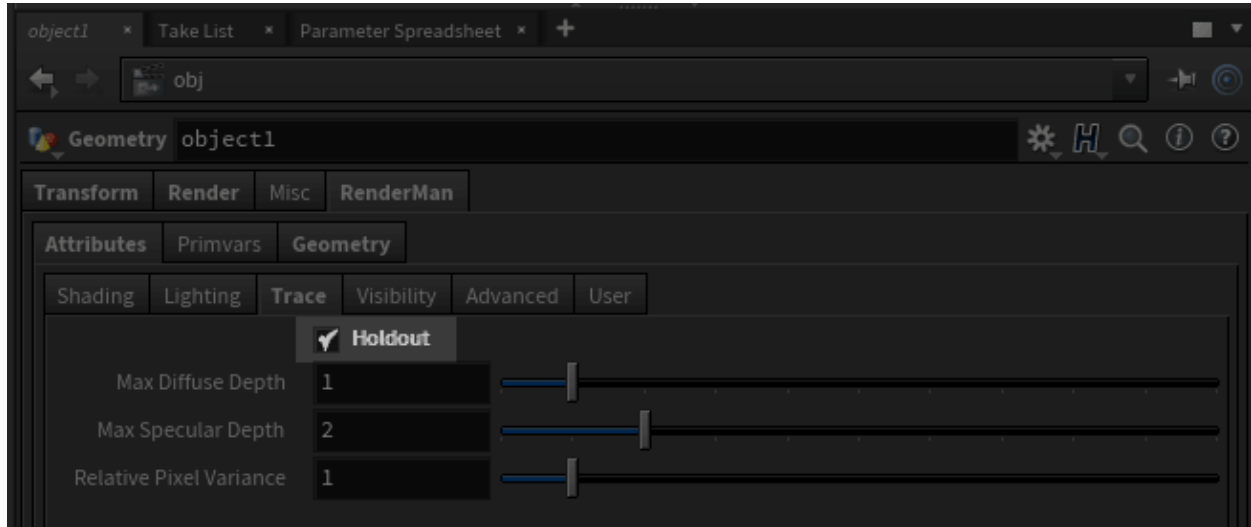 object1 × Take List × Parameter Spreadsheet × +
obj
Geometry object1
Transform Render Misc RenderMan
Attributes Primvars Geometry
Shading Lighting Trace Visibility Advanced User
Holdout
Max Diffuse Depth 1
Max Specular Depth 2
Relative Pixel Variance 1